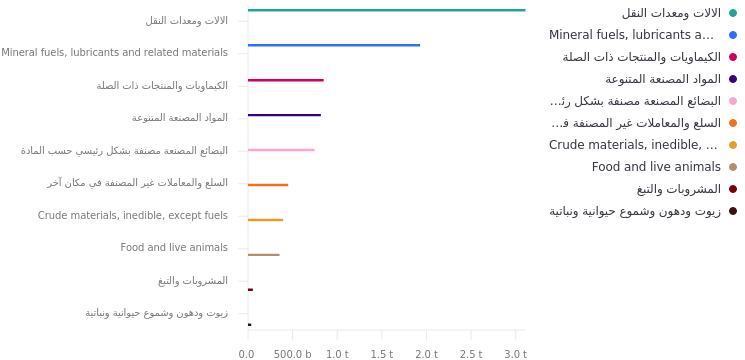 الالات ومعدات النقل
Mineral fuels, lubricants and related materials
الكيماويات والمنتجات ذات الصلة
المواد المصنعة المتنوعة
البضائع المصنعة مصنفة بشكل رئيسي حسب المادة
السلع والمعاملات غير المصنفة في مكان آخر
Crude materials, inedible, except fuels
Food and live animals
المشروبات والتبغ
زيوت ودهون وشموع حيوانية ونباتية
0.0 500.0 b 1.0 t 1.5 t 2.0 t 2.5 t 3.0 t
الالات ومعدات النقل
Mineral fuels, lubricants a...
الكيماويات والمنتجات ذات الصلة
المواد المصنعة المتنوعة
البضائع المصنعة مصنفة بشكل رئـ...
السلع والمعاملات غير المصنفة فـ...
Crude materials, inedible, ...
Food and live animals
المشروبات والتبغ
زيوت ودهون وشموع حيوانية ونباتية